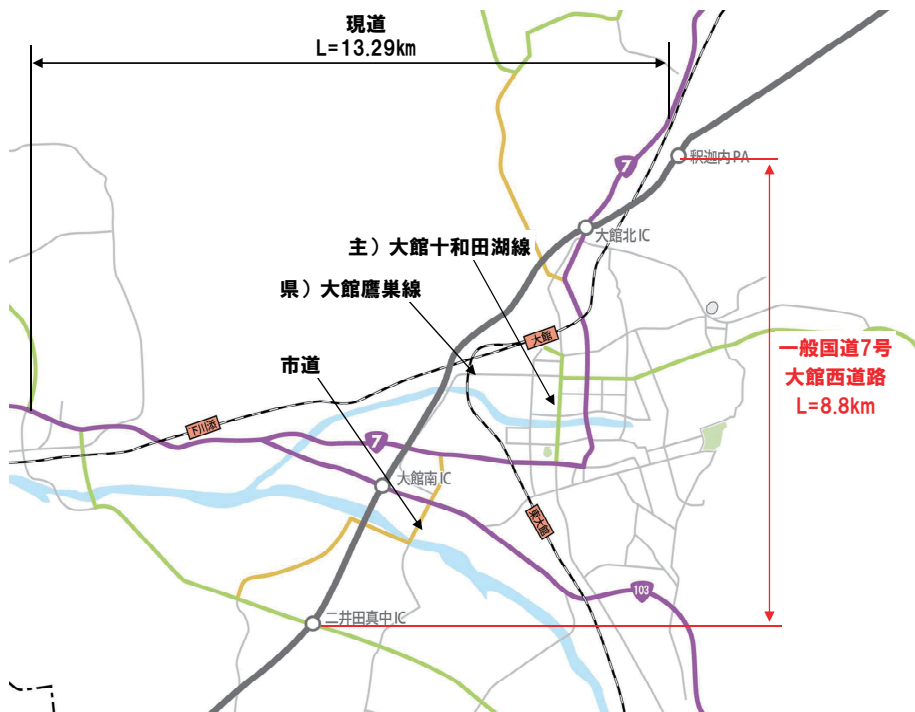 現道
L=13.29km
7
釈迦内PA
大館北IC
主）大館十和田湖線
県）大館鷹巣線
大館
市道
一般国道7号
大館西道路
L=8.8km
下川添
7
大館南IC
東大館
103
二井田真中IC